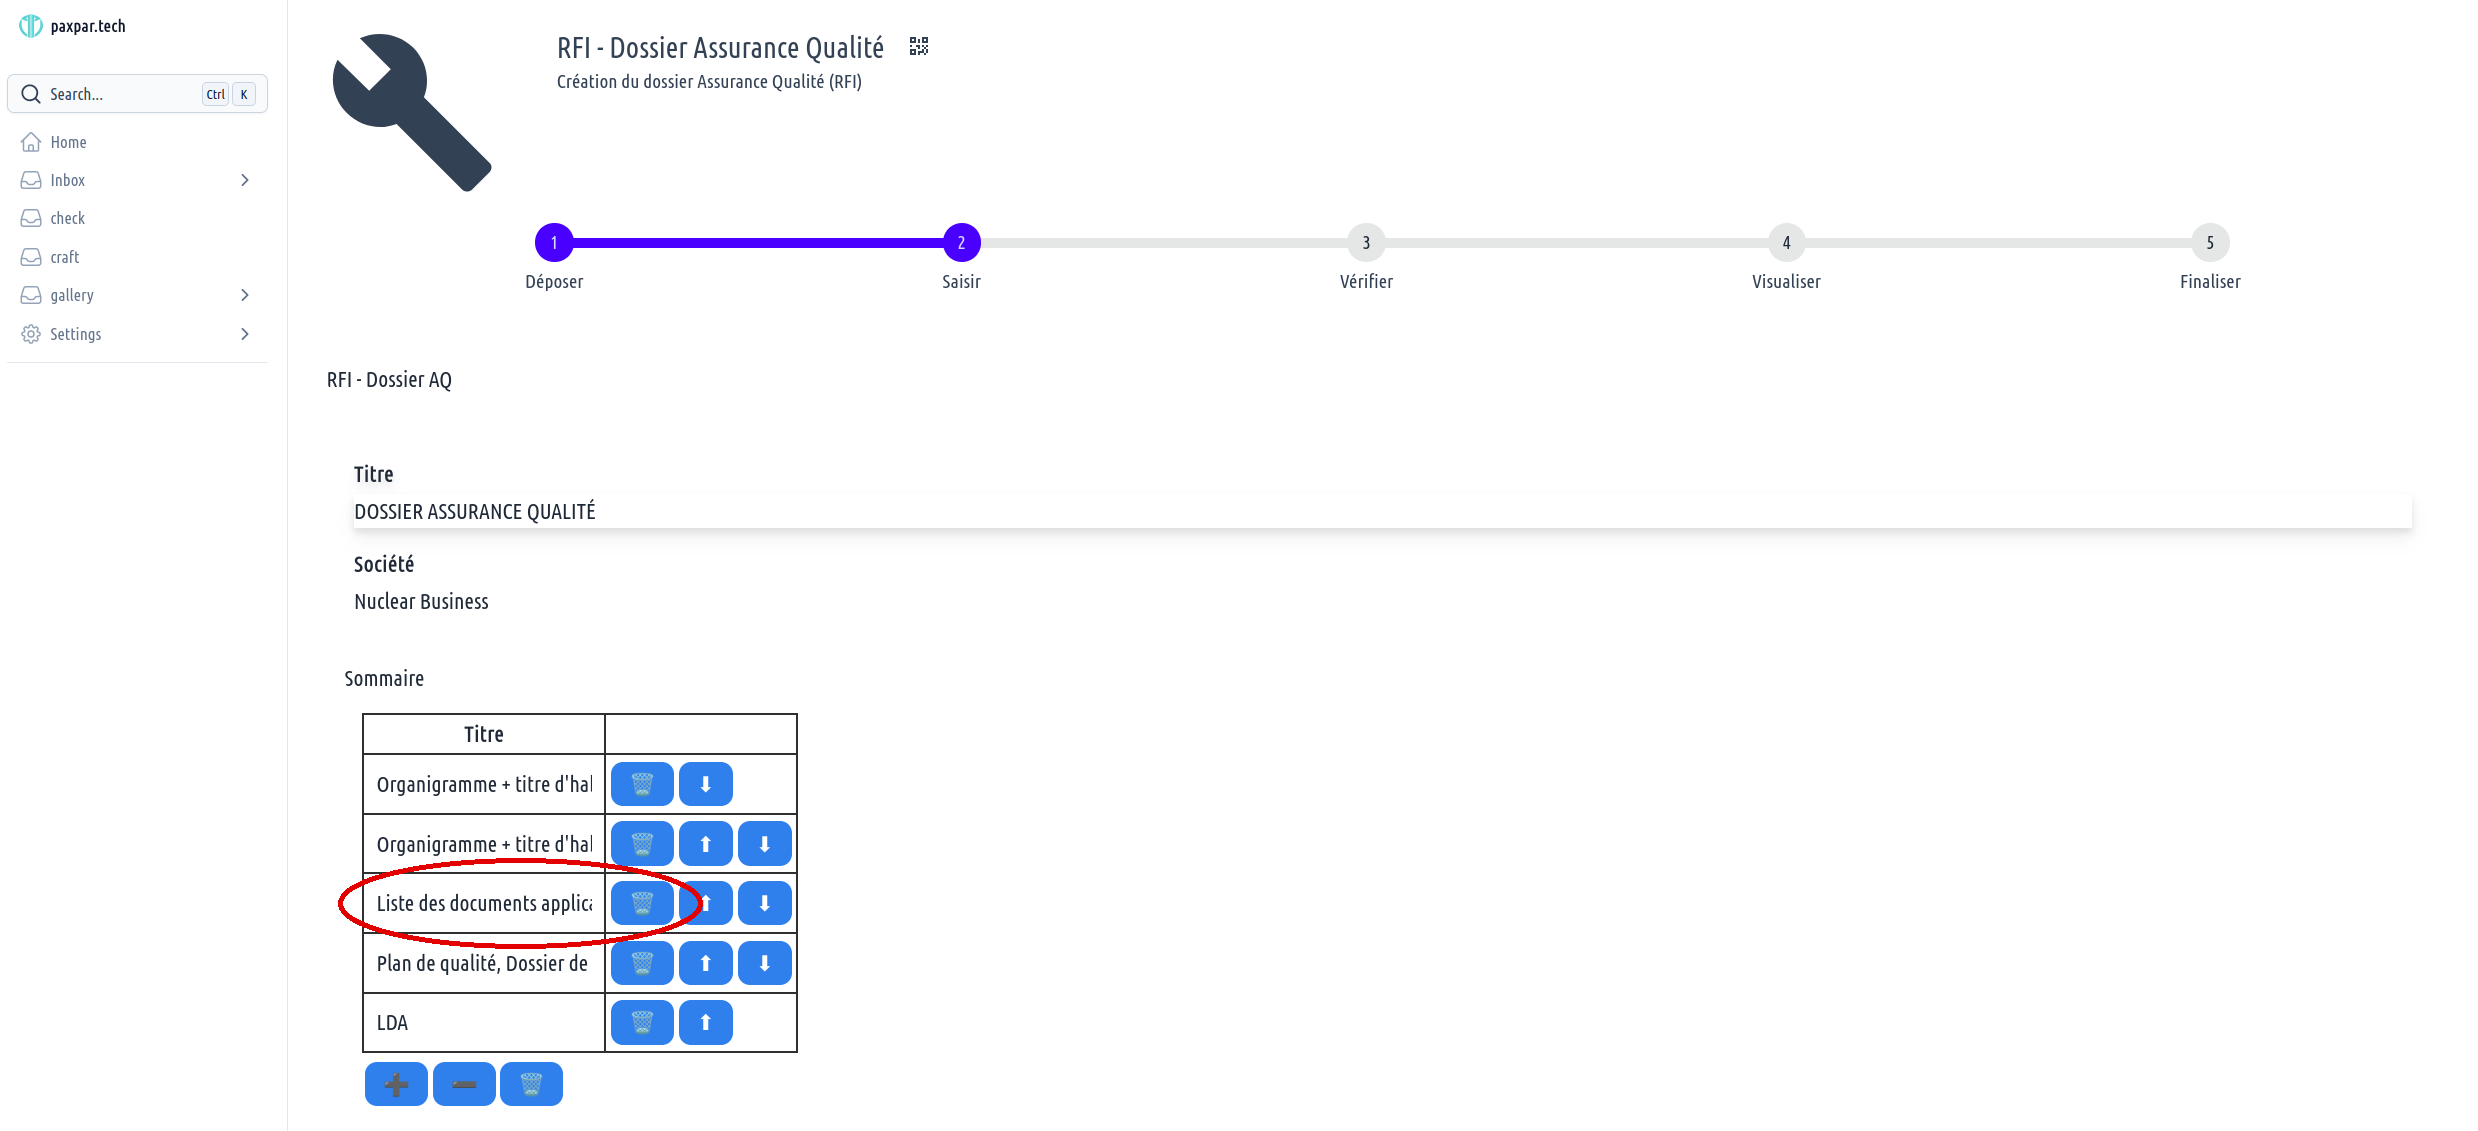 paxpar.tech
Search...
Ctrl K
Home
Inbox
check
craft
gallery
Settings
RFI - Dossier Assurance Qualité
Création du dossier Assurance Qualité (RFI)
1 2 3 4 5
Déposer Saisir Vérifier Visualiser Finaliser
RFI - Dossier AQ
Titre
DOSSIER ASSURANCE QUALITÉ
Société
Nuclear Business
Sommaire
Titre
Organigramme + titre d'hal
Organigramme + titre d'hal
Liste des documents applica
Plan de qualité, Dossier de
LDA